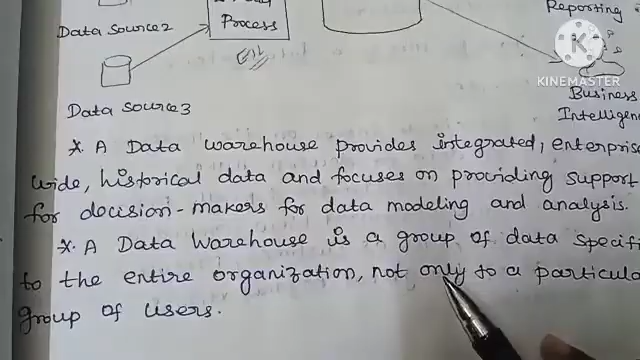 Reporting
Process
Data Source2
KINEMASTER
Business
Data Source3
* A Data warehouse provides integrated, enterprise
wide, historical data and focuses on providing support
for decision-makers for data modeling and analysis.
* A Data Warehouse is a group of data specifi
to the entire organization, not only to a particula
group of users.